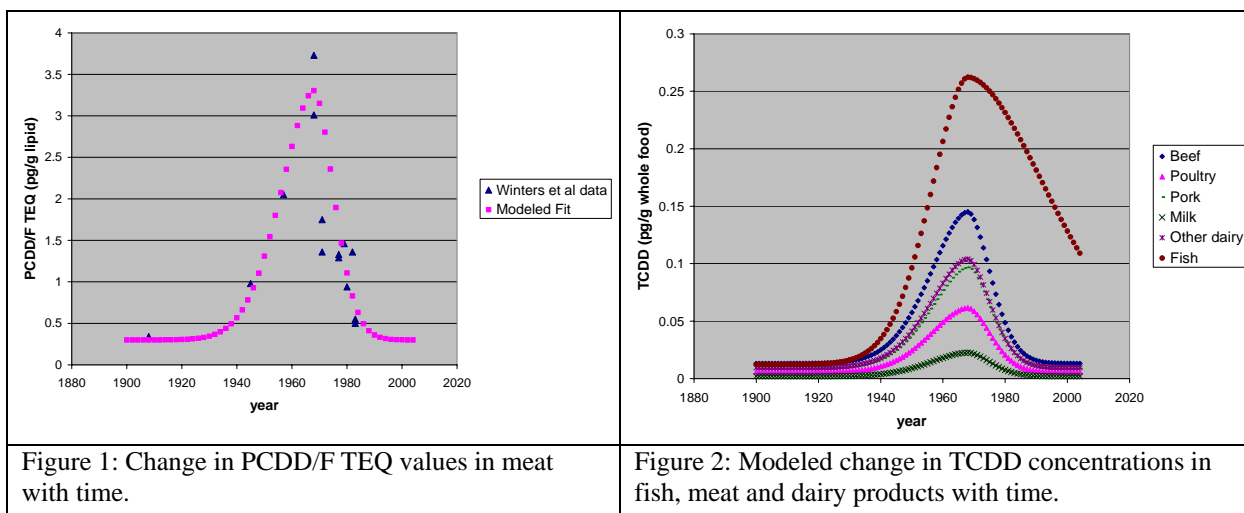 4
3.5
3
2.5
2
1.5
1
0.5
0
PCDD/F TEQ (pg/g lipid)
1880 1900 1920 1940 1960 1980 2000 2020
year
Winters et al data
Modeled Fit
Figure 1: Change in PCDD/F TEQ values in meat
with time.
0.3
0.25
0.2
0.15
0.1
0.05
0
TCDD (pg/g whole food)
1880 1900 1920 1940 1960 1980 2000 2020
year
Beef
Poultry
Pork
Milk
Other dairy
Fish
Figure 2: Modeled change in TCDD concentrations in
fish, meat and dairy products with time.